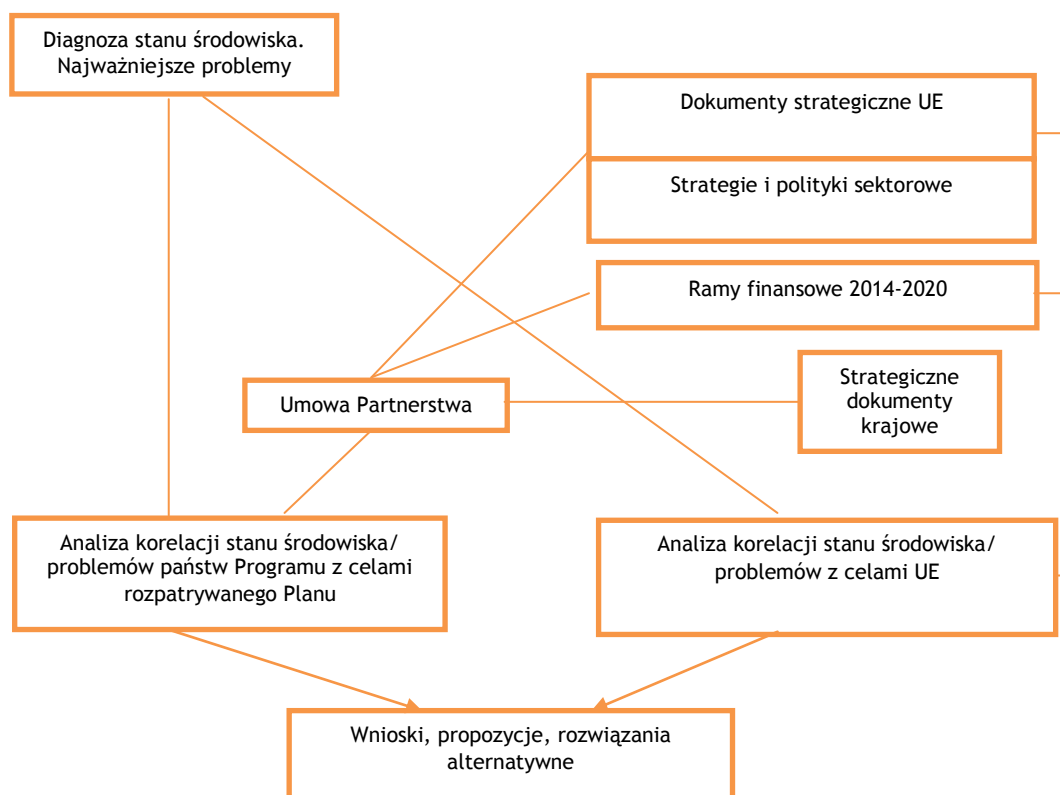 Diagnoza stanu środowiska.
Najważniejsze problemy
Dokumenty strategiczne UE
Strategie i polityki sektorowe
Ramy finansowe 2014-2020
Umowa Partnerstwa
Strategiczne
dokumenty
krajowe
Analiza korelacji stanu środowiska/
problemów państw Programu z celami
rozpatrywanego Planu
Analiza korelacji stanu środowiska/
problemów z celami UE
Wnioski, propozycje, rozwiązania
alternatywne